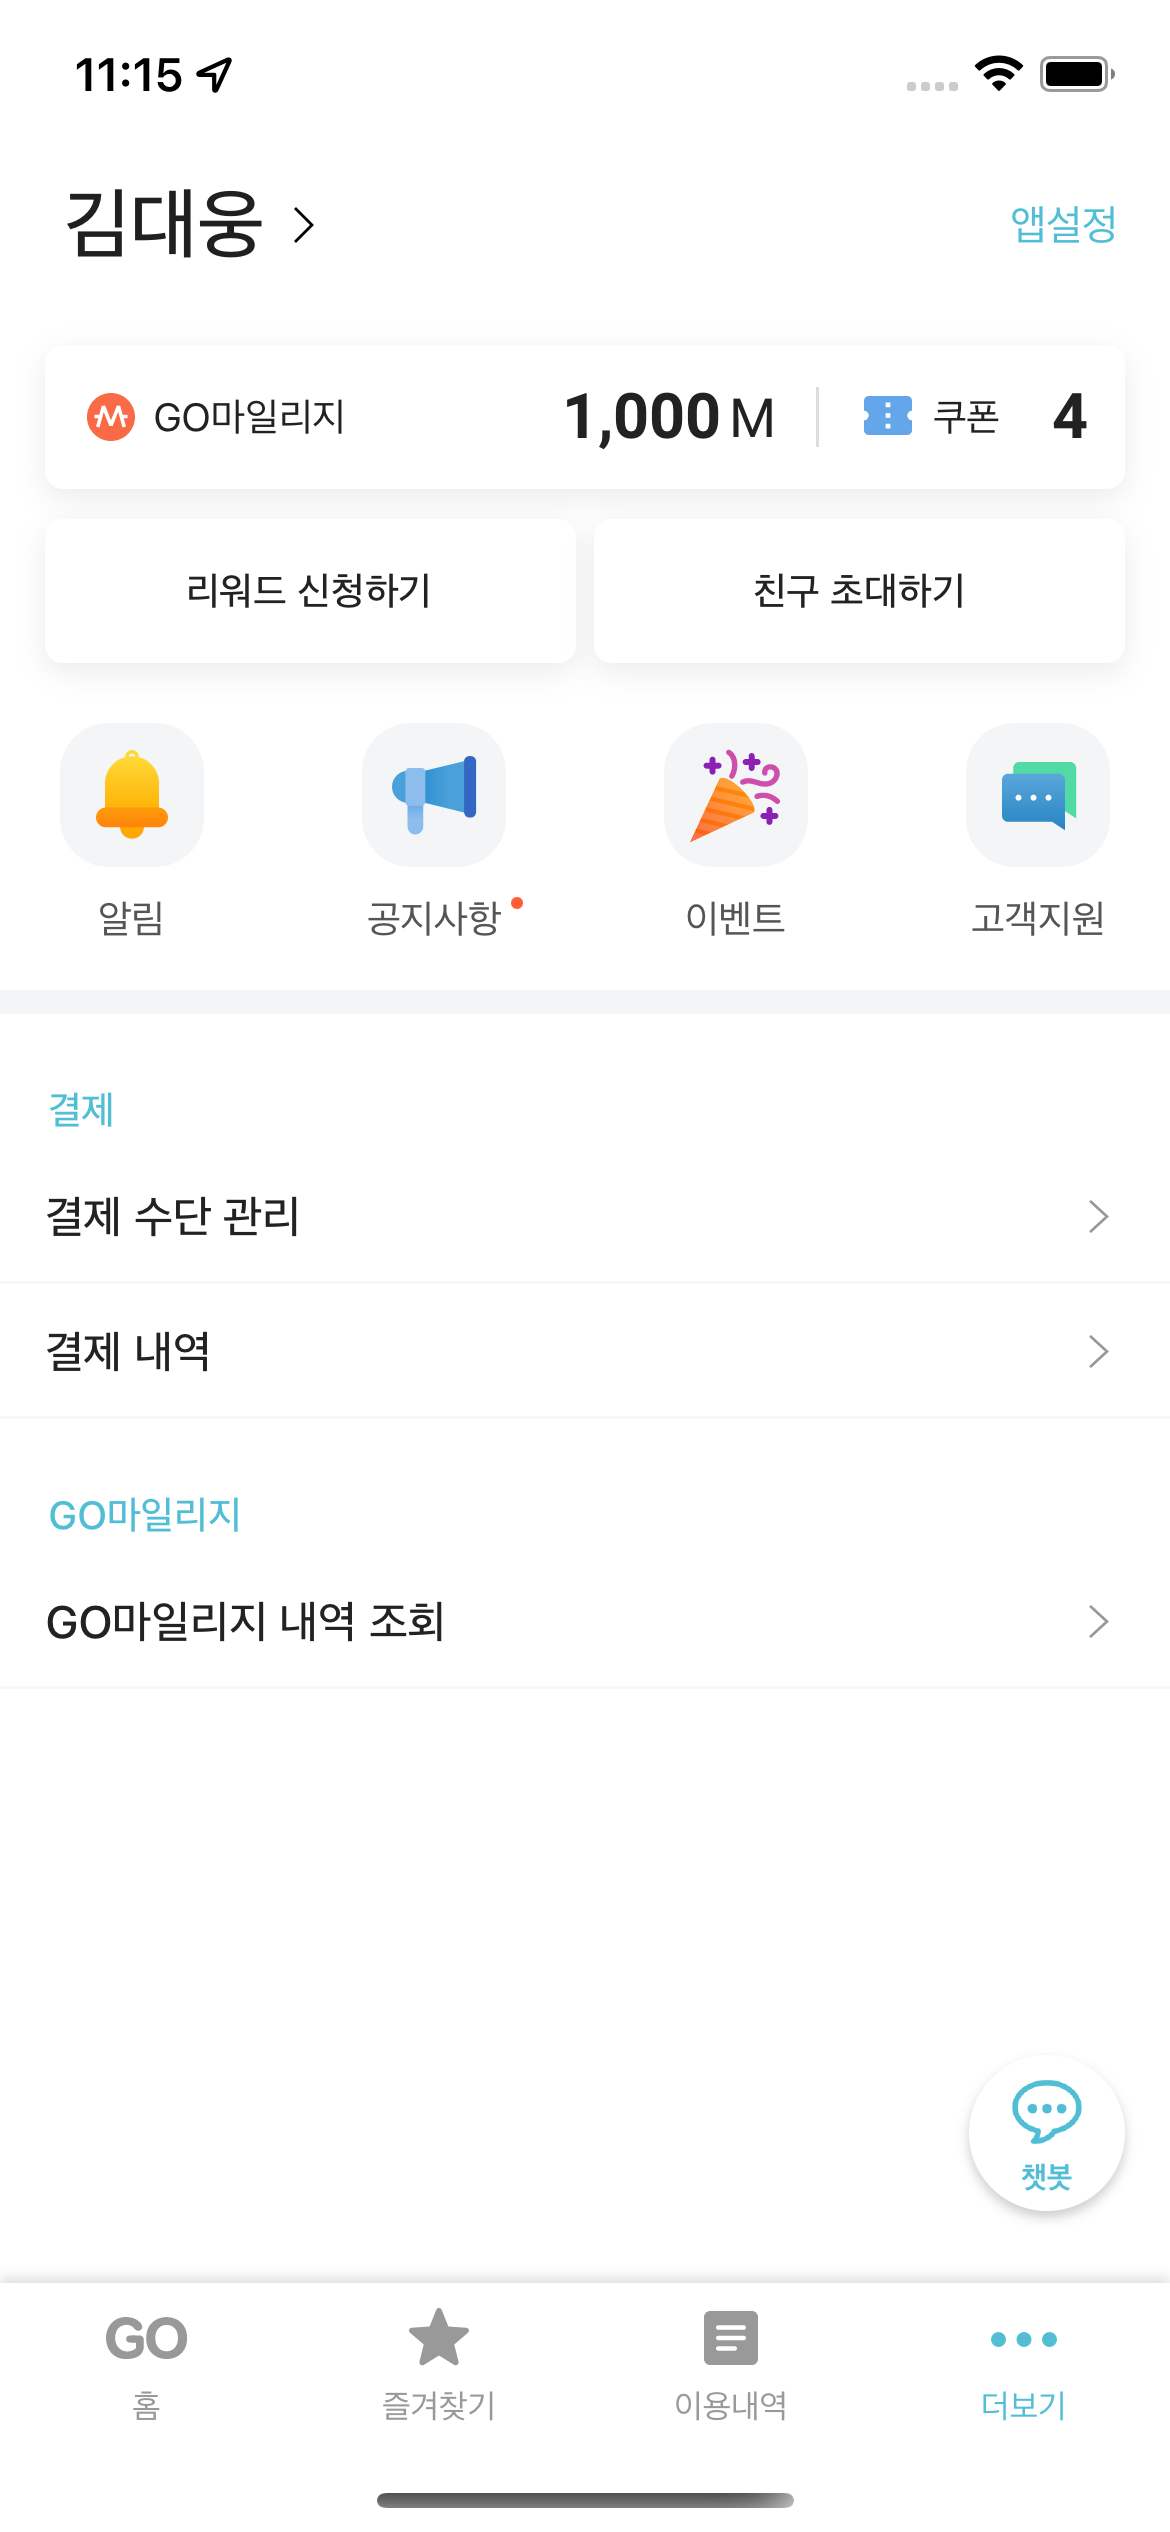 11:15
김대웅
앱설정
GO마일리지 1,000 M 쿠폰 4
리워드 신청하기 친구 초대하기
알림 공지사항 이벤트 고객지원
결제
결제 수단 관리
결제 내역
GO마일리지
GO마일리지 내역 조회
챗봇
GO
홈 즐겨찾기 이용내역 더보기